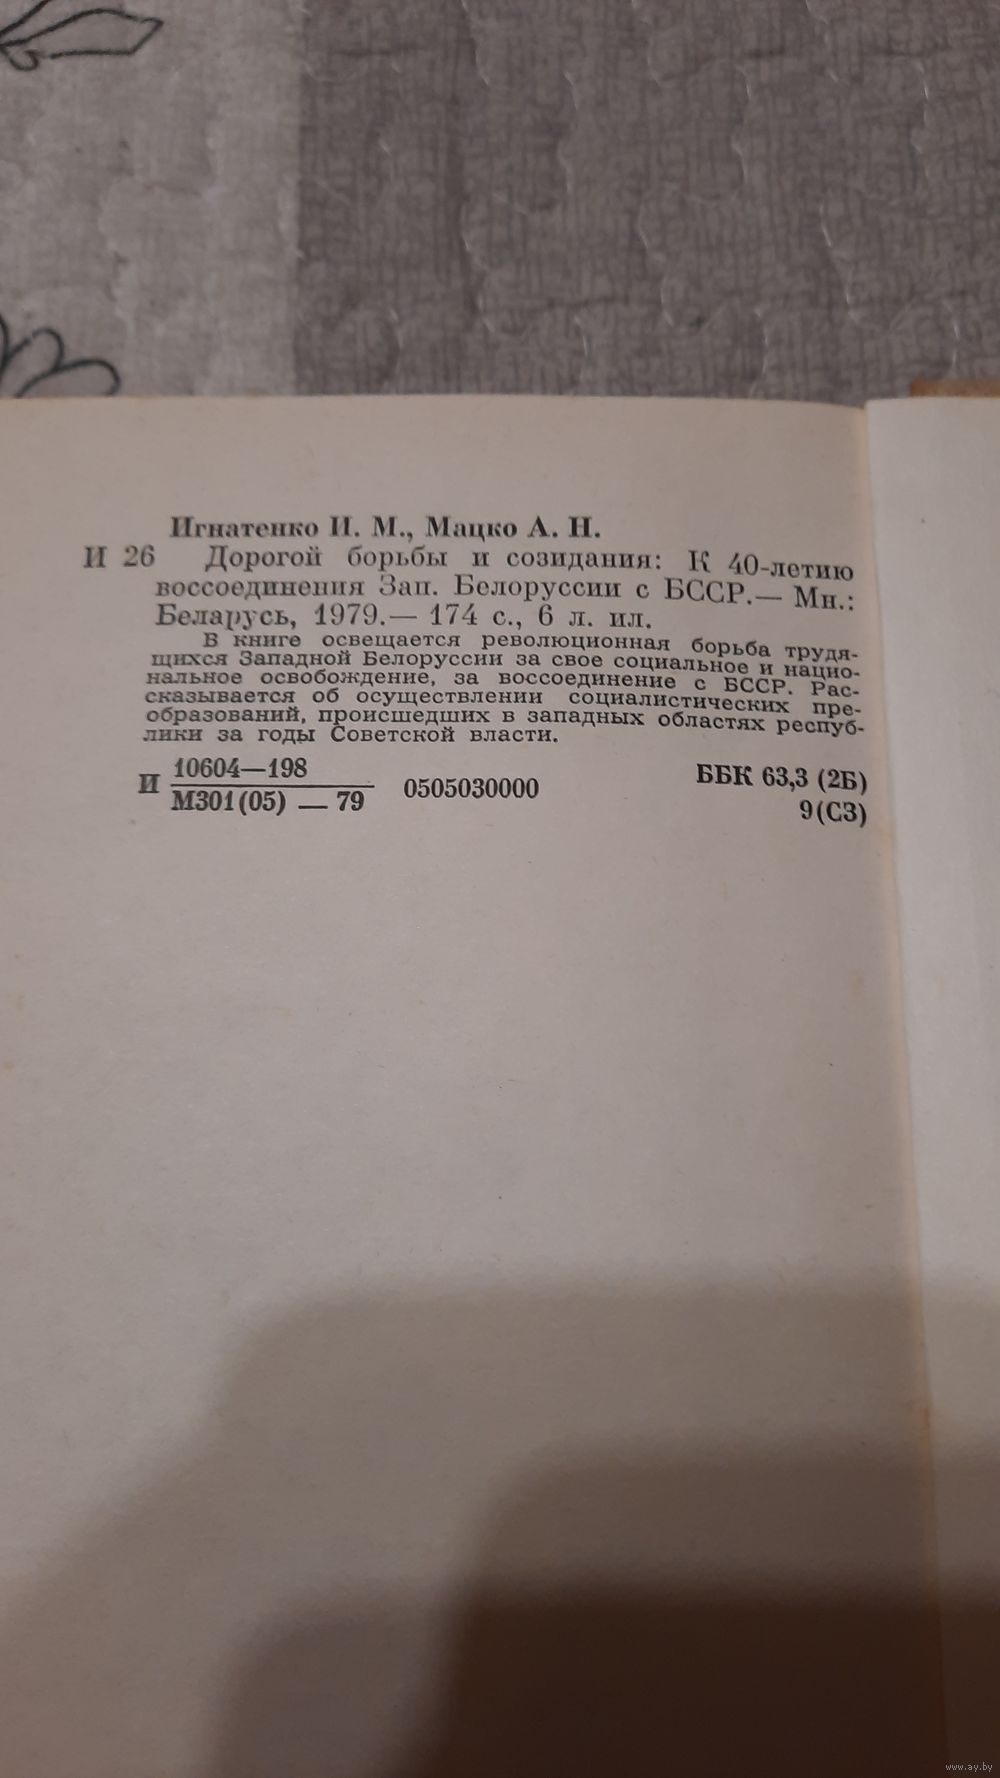 Игнатенко И. М., Мацко А. Н.
И 26 Дорогой борьбы и созидания: К 40-летию
воссоединения Зап. Белоруссии с БССР.— Мн.:
Беларусь, 1979.— 174 с., 6 л. ил.
В книге освещается революционная борьба трудя-
щихся Западной Белоруссии за свое социальное и нацио-
нальное освобождение, за воссоединение с БССР. Рас-
сказывается об осуществлении социалистических пре-
образований, происшедших в западных областях респуб-
лики за годы Советской власти.
И 10604—198
М301(05) — 79
0505030000
ББК 63,3 (2Б)
9(С3)
www.ay.by